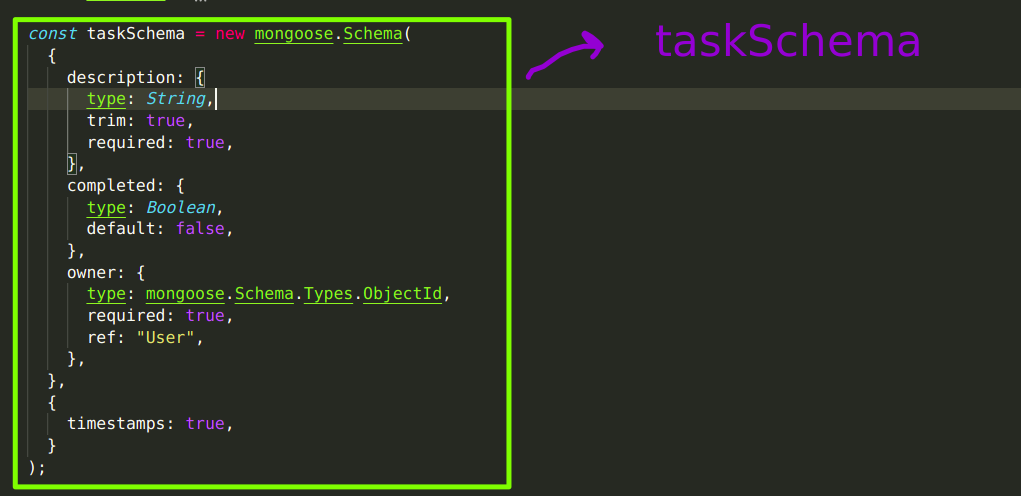 const taskSchema = new mongoose.Schema(
  {
    description: {
      type: String,
      trim: true,
      required: true,
    },
    completed: {
      type: Boolean,
      default: false,
    },
    owner: {
      type: mongoose.Schema.Types.ObjectId,
      required: true,
      ref: "User",
    },
  },
  {
    timestamps: true,
  }
);
taskSchema